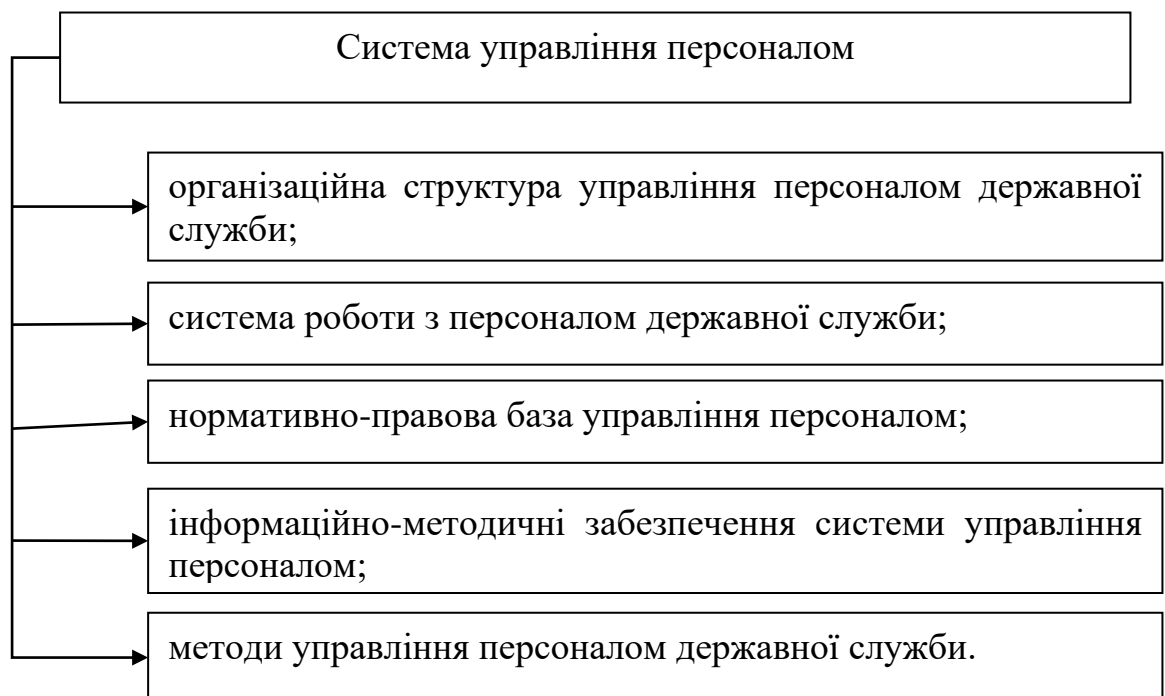 Система управління персоналом
організаційна структура управління персоналом державної
служби;
система роботи з персоналом державної служби;
нормативно-правова база управління персоналом;
інформаційно-методичні забезпечення системи управління
персоналом;
методи управління персоналом державної служби.